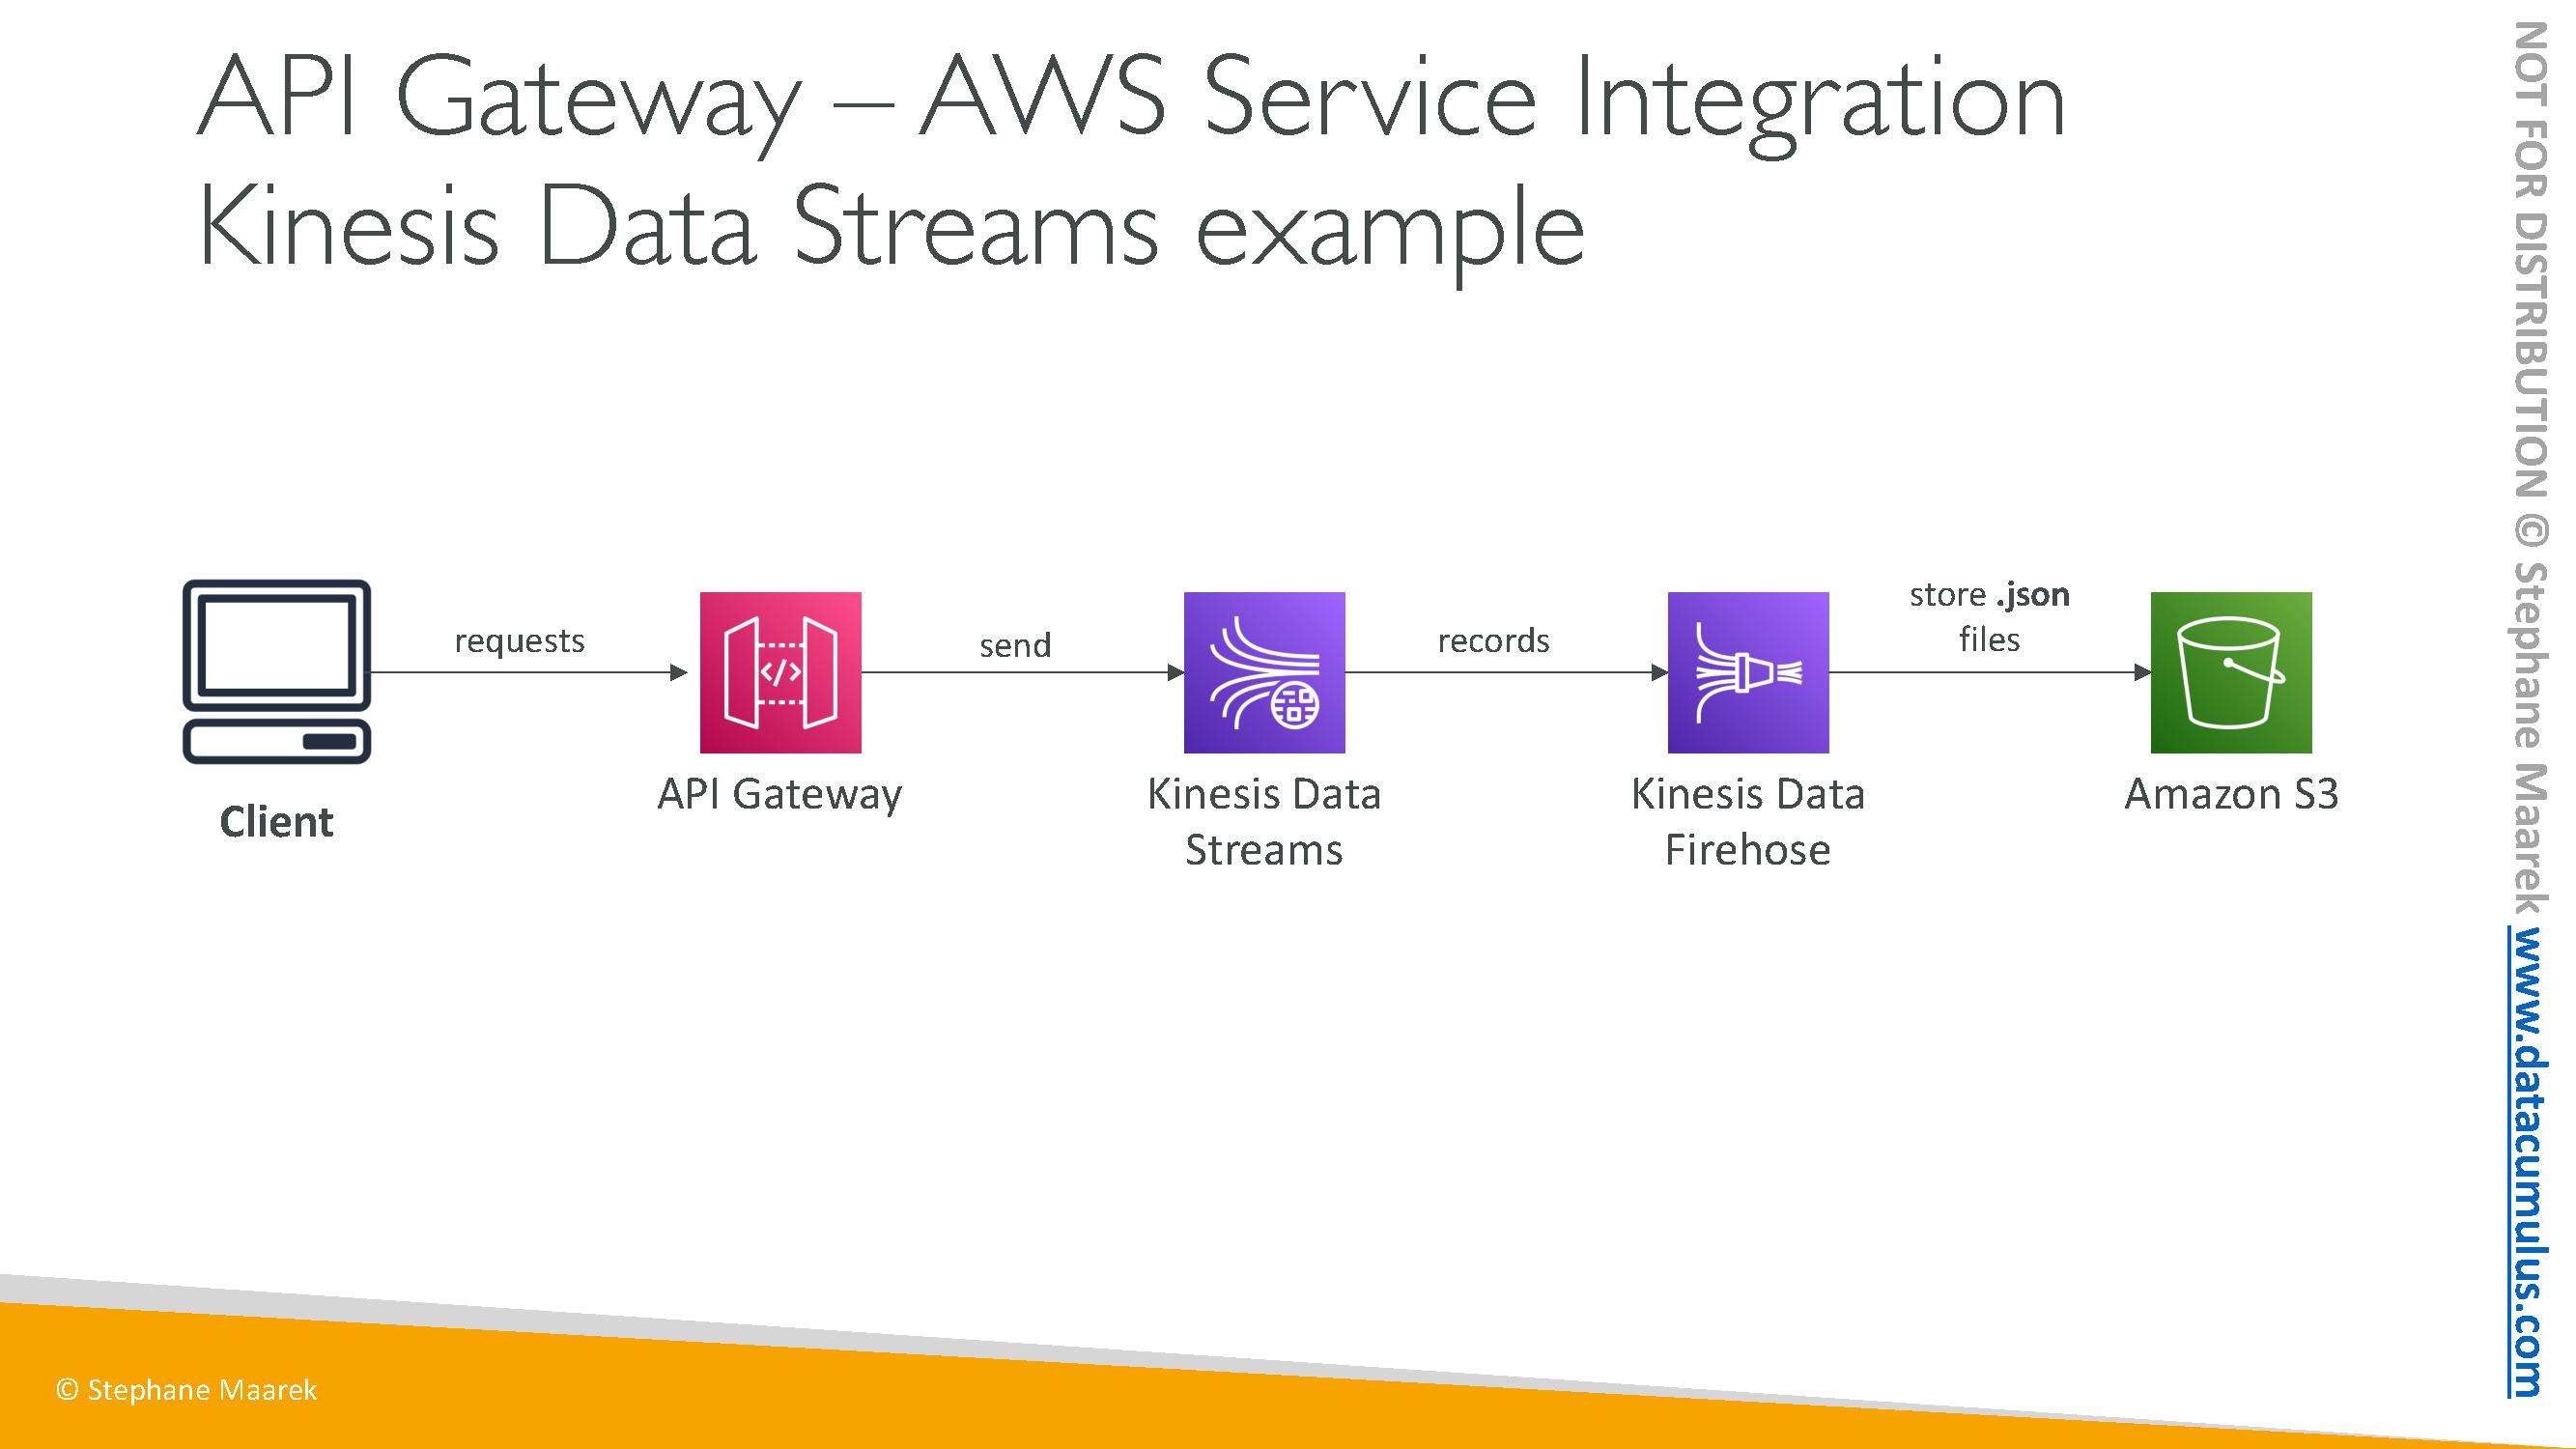 API Gateway – AWS Service Integration
Kinesis Data Streams example
requests
send
records
store .json
files
Client
API Gateway
Kinesis Data
Streams
Kinesis Data
Firehose
Amazon S3
© Stephane Maarek
NOT FOR DISTRIBUTION © Stephane Maarek www.datacumulus.com